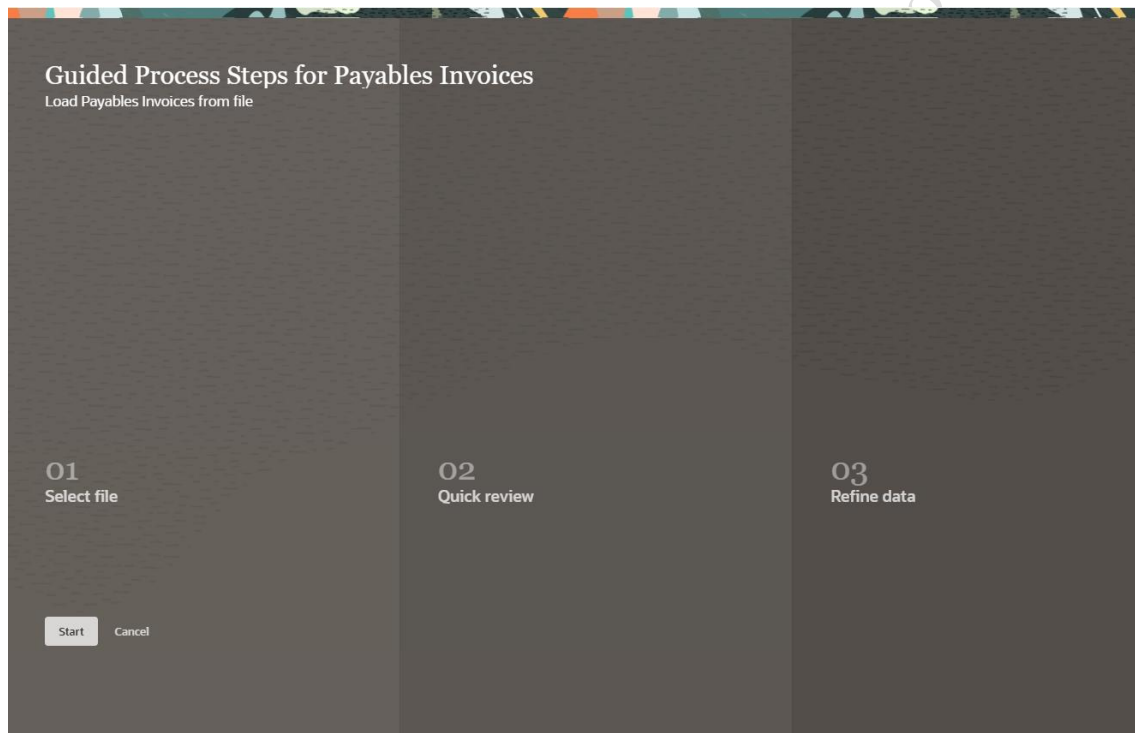 Guided Process Steps for Payables Invoices
Load Payables Invoices from file
01
Select file
02
Quick review
03
Refine data
Start
Cancel